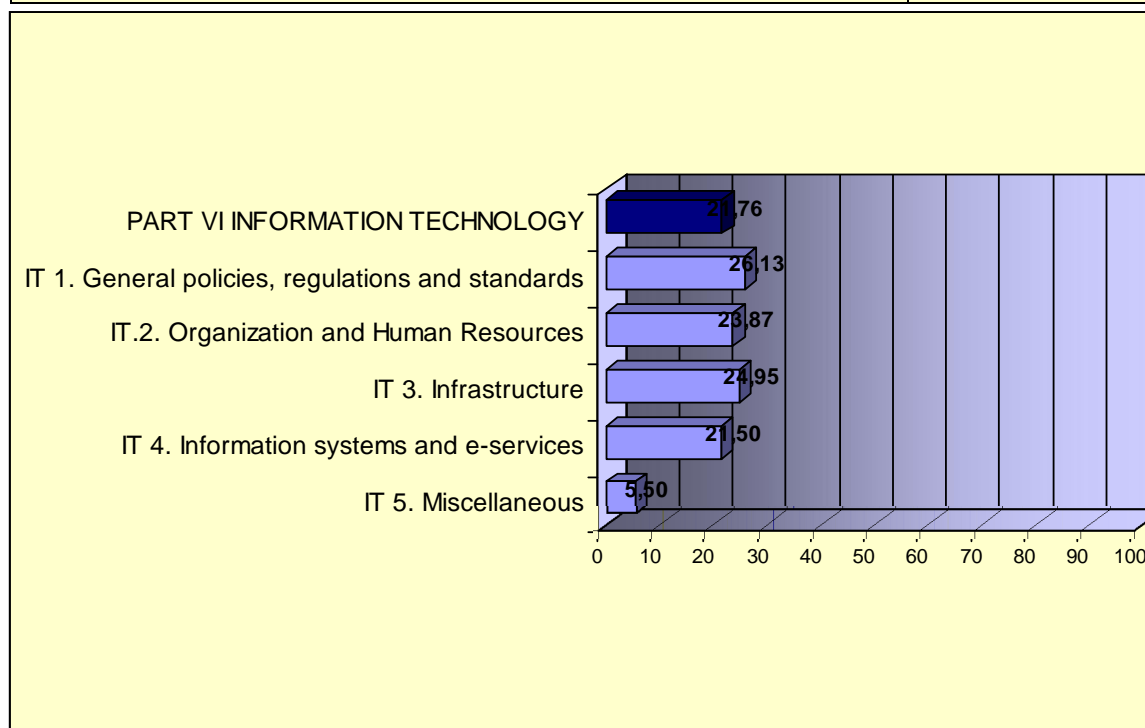 PART VI INFORMATION TECHNOLOGY 21,76
IT 1. General policies, regulations and standards 26,13
IT.2. Organization and Human Resources 23,87
IT 3. Infrastructure 24,95
IT 4. Information systems and e-services 21,50
IT 5. Miscellaneous 5,50
0 10 20 30 40 50 60 70 80 90 100